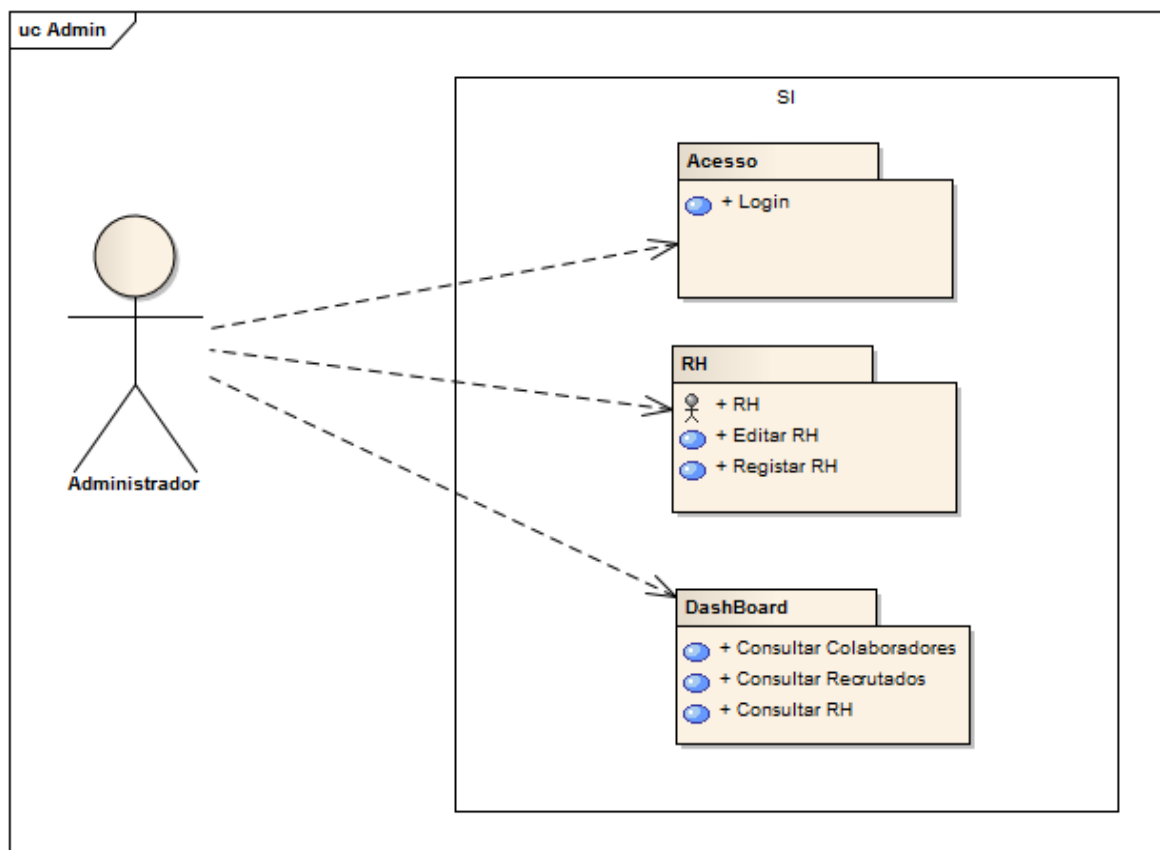 uc Admin
SI
Acesso
+ Login
RH
+ RH
+ Editar RH
+ Registar RH
Administrador
DashBoard
+ Consultar Colaboradores
+ Consultar Recrutados
+ Consultar RH